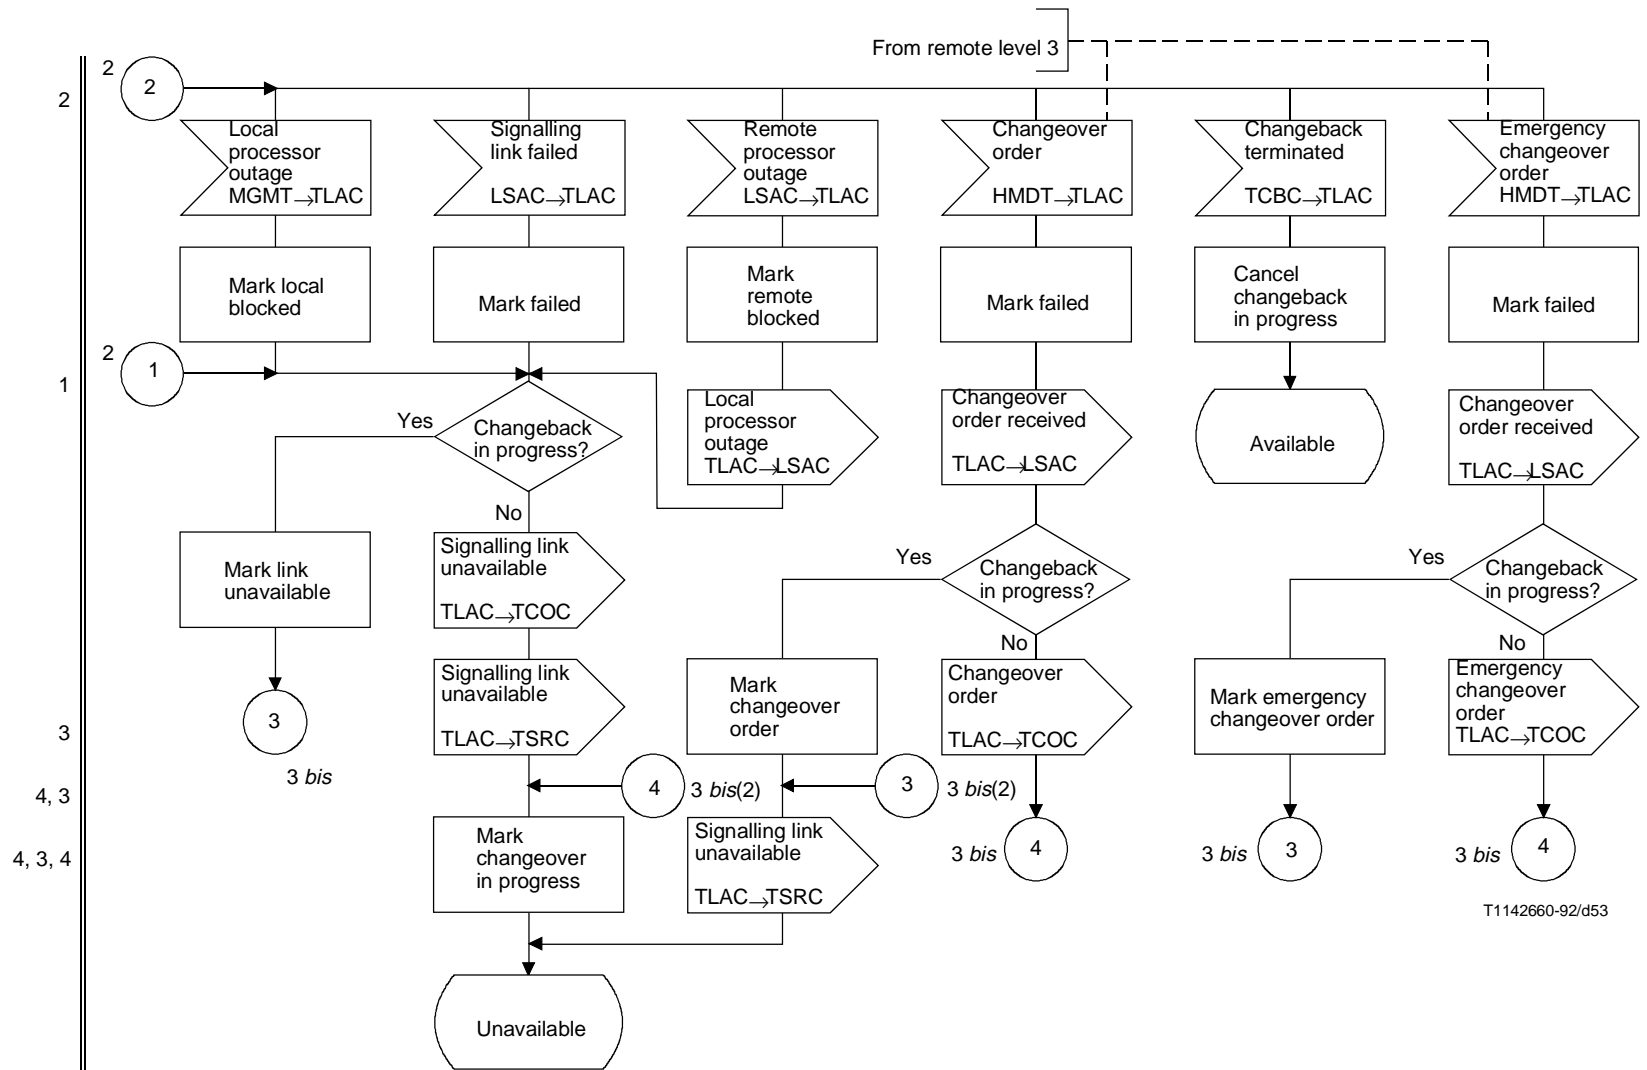 From remote level 3
2
2
2
Local
processor
outage
MGMT→TLAC
Signalling
link failed
LSAC→TLAC
Remote
processor
outage
LSAC→TLAC
Changeover
order
HMDT→TLAC
Changeback
terminated
TCBC→TLAC
Emergency
changeover
order
HMDT→TLAC
Mark local
blocked
Mark failed
Mark
remote
blocked
Mark failed
Cancel
changeback
in progress
Mark failed
2
1
1
Yes
Changeback
in progress?
Local
processor
outage
TLAC→LSAC
Changeover
order received
TLAC→LSAC
Available
Changeover
order received
TLAC→LSAC
No
Mark link
unavailable
Signalling link
unavailable
TLAC→TCOC
Yes
Changeback
in progress?
Yes
Changeback
in progress?
No
No
3
3
3 bis
Signalling link
unavailable
TLAC→TSRC
Mark
changeover
order
Changeover
order
TLAC→TCOC
Mark emergency
changeover order
Emergency
changeover
order
TLAC→TCOC
4, 3
4
3 bis(2)
3
3 bis(2)
4, 3, 4
Mark
changeover
in progress
Signalling link
unavailable
TLAC→TSRC
3 bis
4
3 bis
3
3 bis
4
T1142660-92/d53
Unavailable